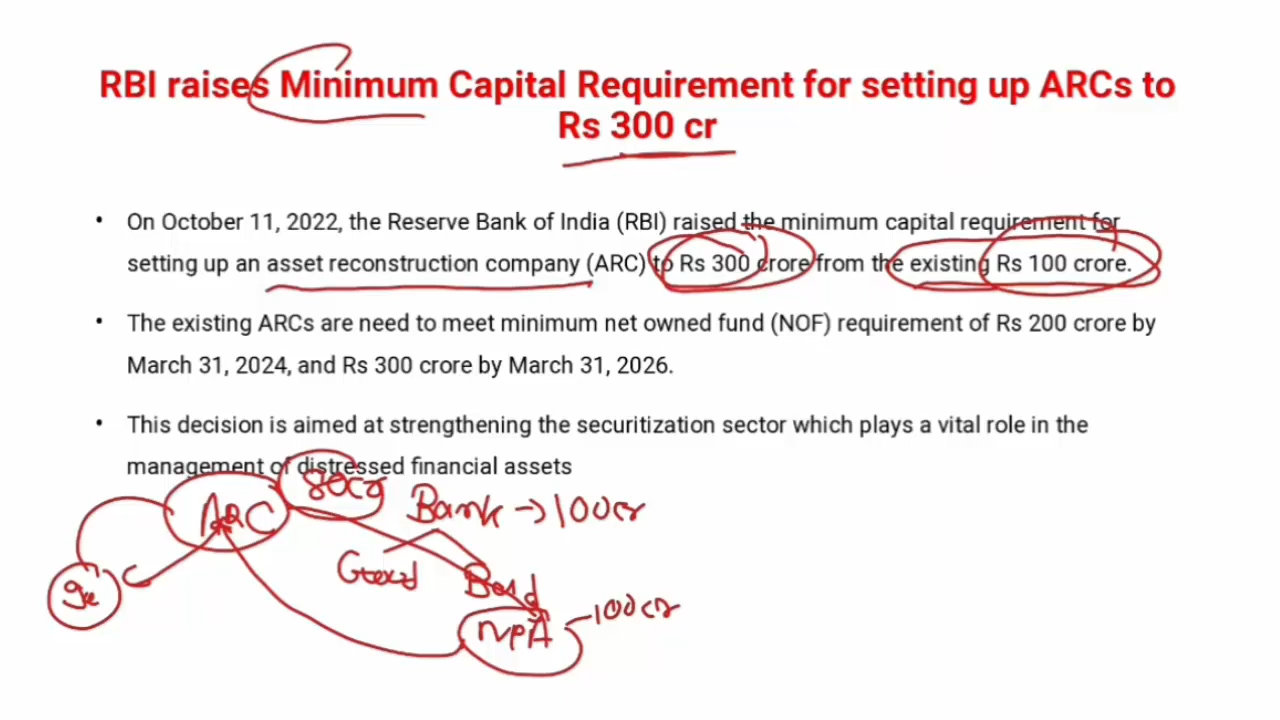 RBI raises Minimum Capital Requirement for setting up ARCs to
Rs 300 cr
• On October 11, 2022, the Reserve Bank of India (RBI) raised the minimum capital requirement for
setting up an asset reconstruction company (ARC) to Rs 300 crore from the existing Rs 100 crore.
• The existing ARCs are need to meet minimum net owned fund (NOF) requirement of Rs 200 crore by
March 31, 2024, and Rs 300 crore by March 31, 2026.
• This decision is aimed at strengthening the securitization sector which plays a vital role in the
management of distressed financial assets
ARC 80cr Bank → 100cr
Good Bad
NPA -100cr